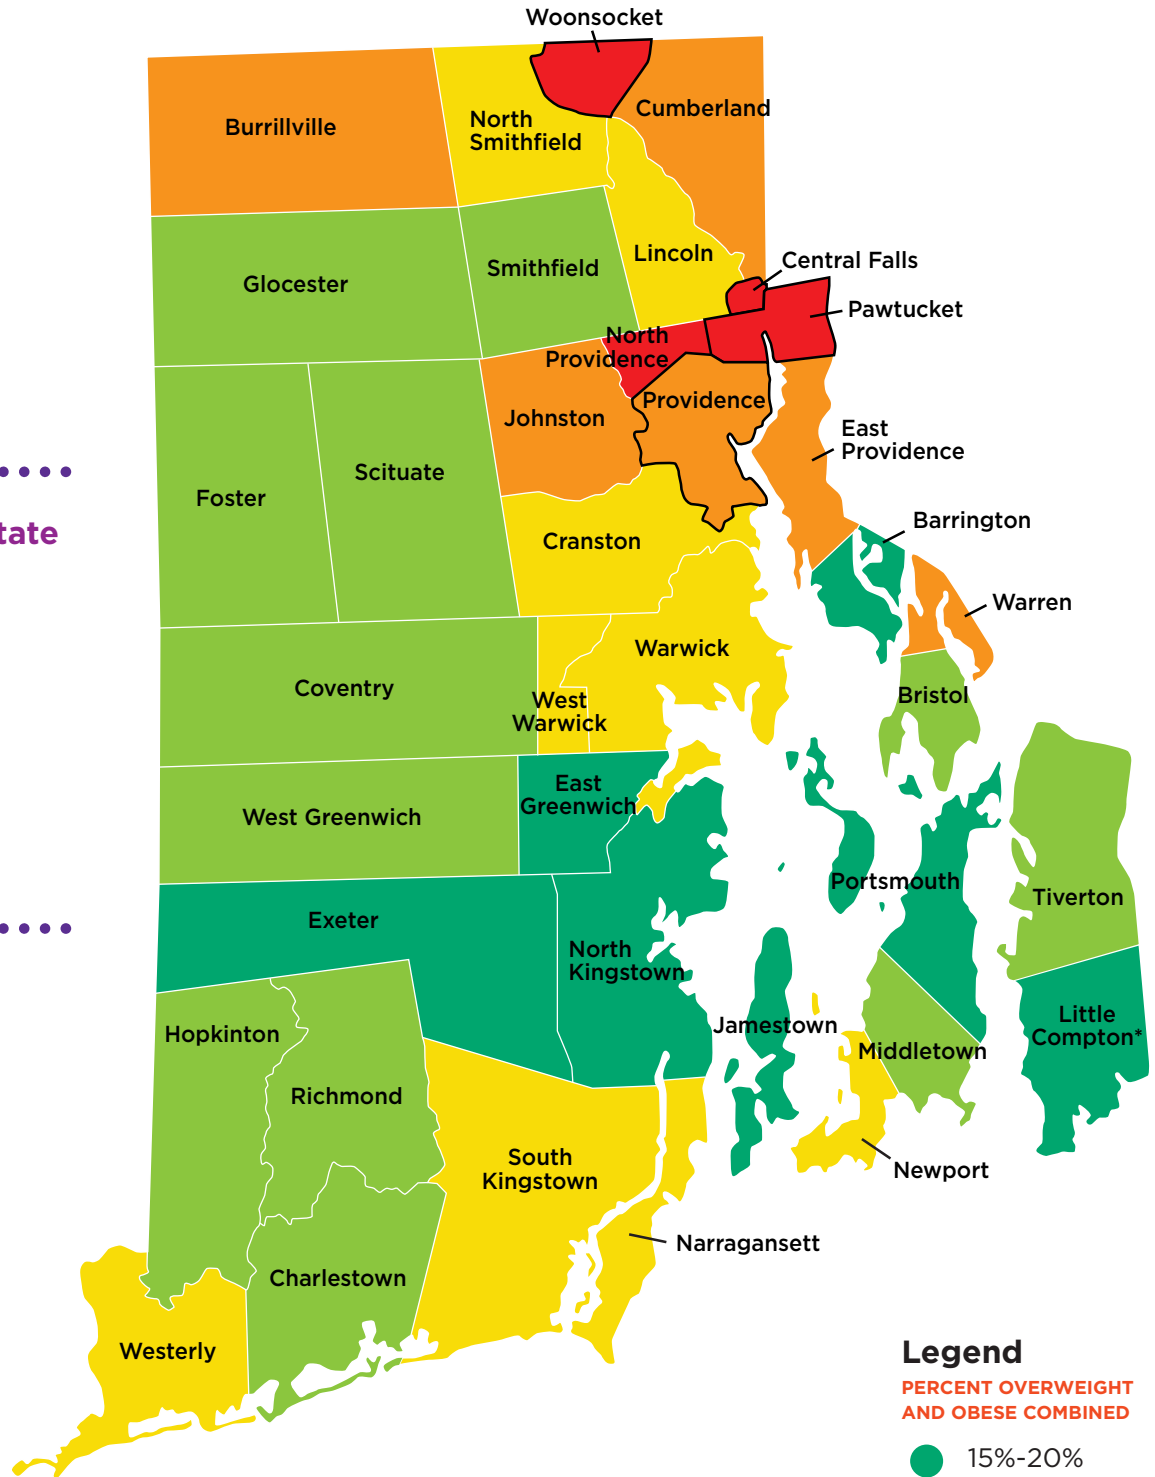 Woonsocket
Cumberland
Burrillville
North
Smithfield
Lincoln
Central Falls
Smithfield
Glocester
Pawtucket
North
Providence
Providence
Johnston
East
Providence
Scituate
Foster
tate
Barrington
Cranston
Warren
Warwick
Coventry
Bristol
West
Warwick
East
Greenwich
West Greenwich
Portsmouth
Tiverton
Exeter
North
Kingstown
Hopkinton
Jamestown
Little
Compton*
Middletown
Richmond
South
Kingstown
Newport
Narragansett
Charlestown
Westerly
Legend
PERCENT OVERWEIGHT
AND OBESE COMBINED
15%-20%